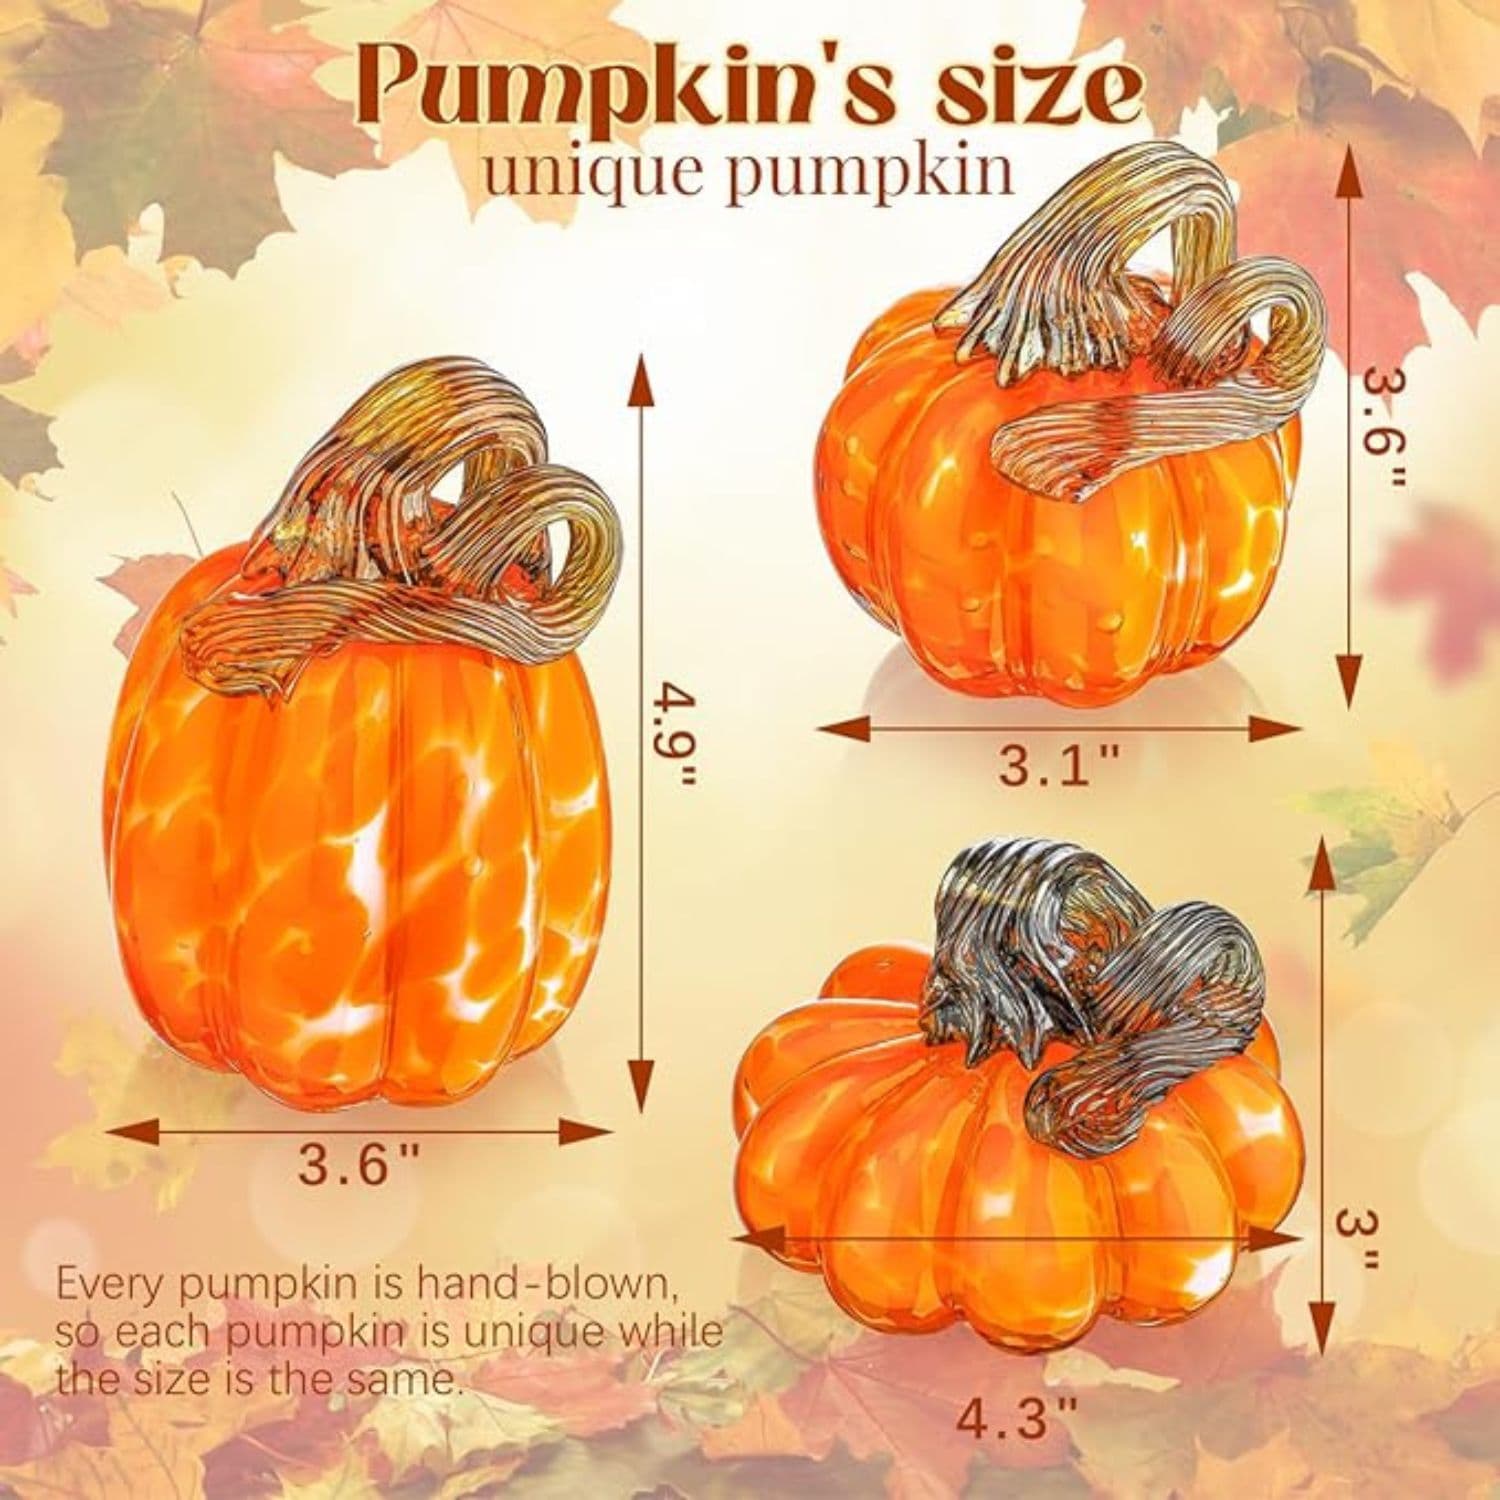 Pumpkin's size
unique pumpkin
3.6"
3.1"
4.9"
3.6"
3"
4.3"
Every pumpkin is hand-blown,
so each pumpkin is unique while
the size is the same.